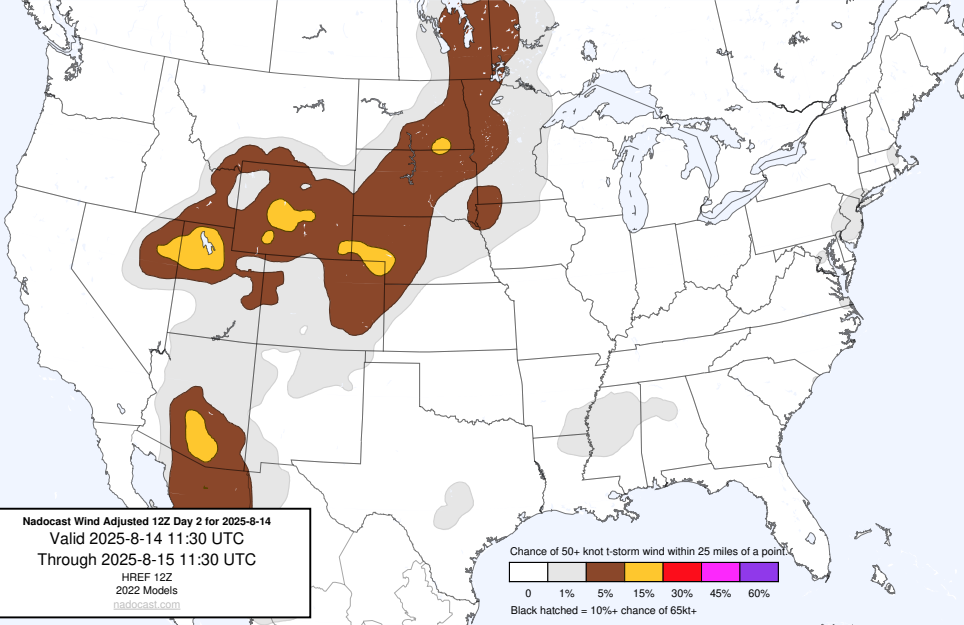 Nadocast Wind Adjusted 12Z Day 2 for 2025-8-14
Valid 2025-8-14 11:30 UTC
Through 2025-8-15 11:30 UTC
HREF 12Z
2022 Models
nadocast.com
Chance of 50+ knot t-storm wind within 25 miles of a point.
0 1% 5% 15% 30% 45% 60%
Black hatched = 10%+ chance of 65kt+